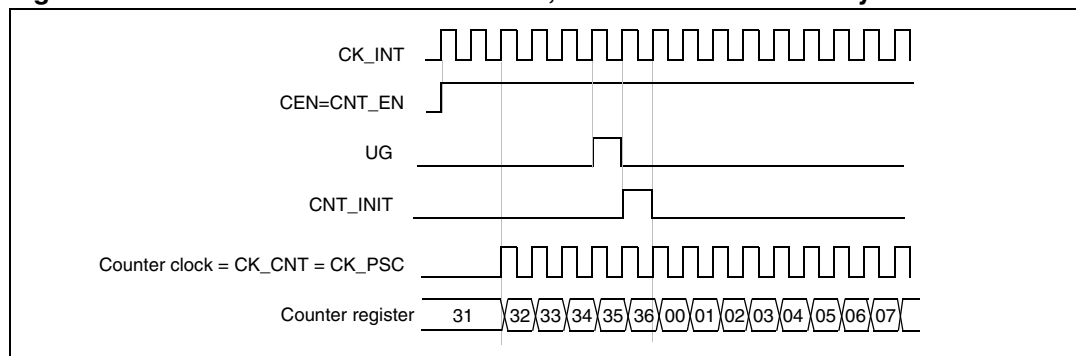 CK_INT
CEN=CNT_EN
UG
CNT_INIT
Counter clock = CK_CNT = CK_PSC
Counter register 31 32 33 34 35 36 00 01 02 03 04 05 06 07